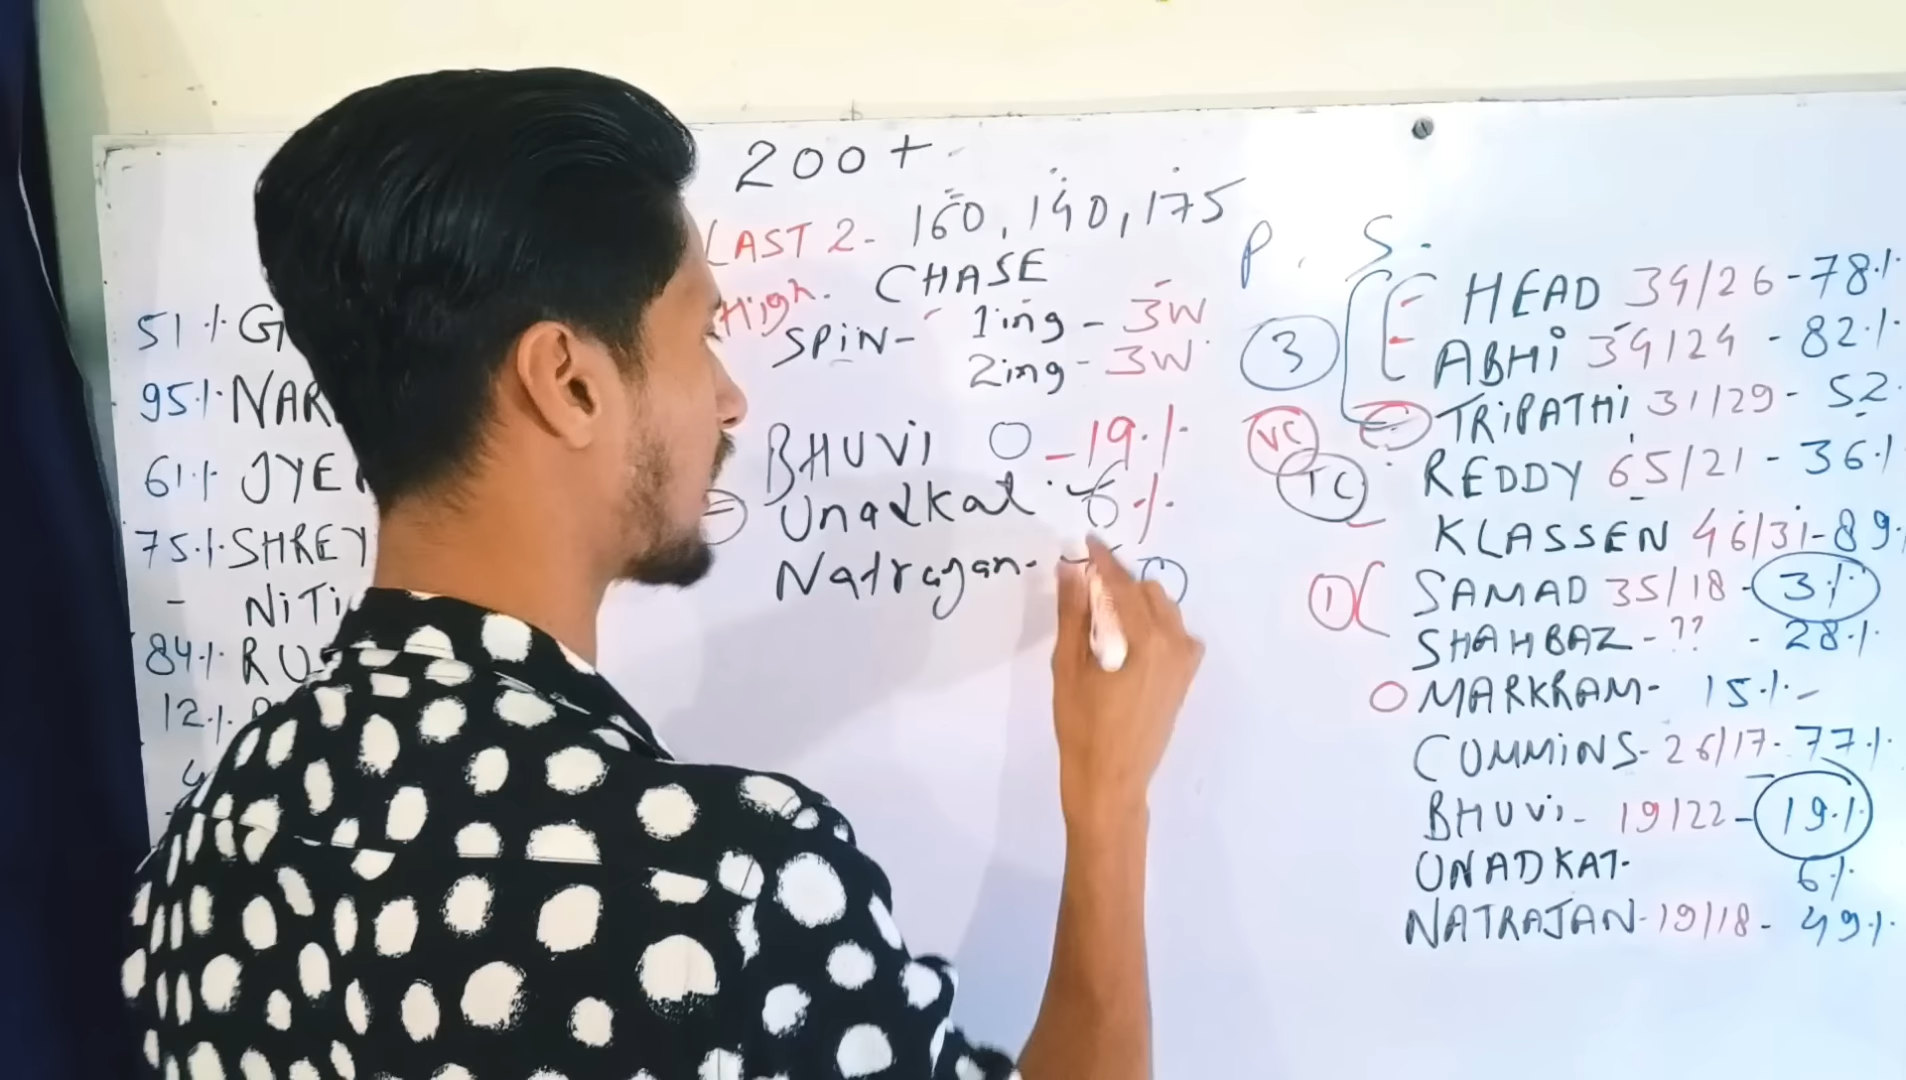 200+
LAST 2 - 160, 140, 175
High. CHASE
SPIN - 1ing - 3W
2ing - 3W
BHUVI 0 - 19%
Unadkat - 6%
Natrajan -
51% G
95% NAR
61% JYE
75% SHREY
- NITI
84% RU
12%
P. S.
3
HEAD 39/26 - 78%
ABHI 34/24 - 82%
VC TRIPATHI 31/29 - 52
TC REDDY 65/21 - 36%
KLASSEN 46/31 - 89%
1 SAMAD 35/18 - 3%
SHAHBAZ - ?? - 28%
MARKRAM - 15% -
CUMMINS - 26/17 - 77%
BHUVI - 19/22 - 19%
UNADKAT - 6%
NATRAJAN - 19/18 - 49%